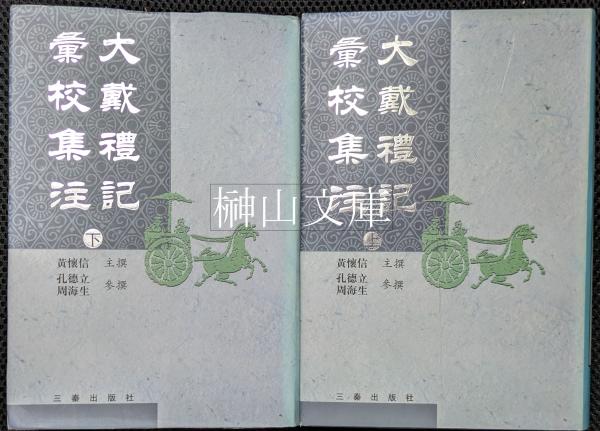 大戴禮記
彙校集注
下
黃懷信 主撰
孔德立
周海生 參撰
三秦出版社
大戴禮記
彙校集注
上
黃懷信 主撰
孔德立
周海生 參撰
三秦出版社
榊山文庫